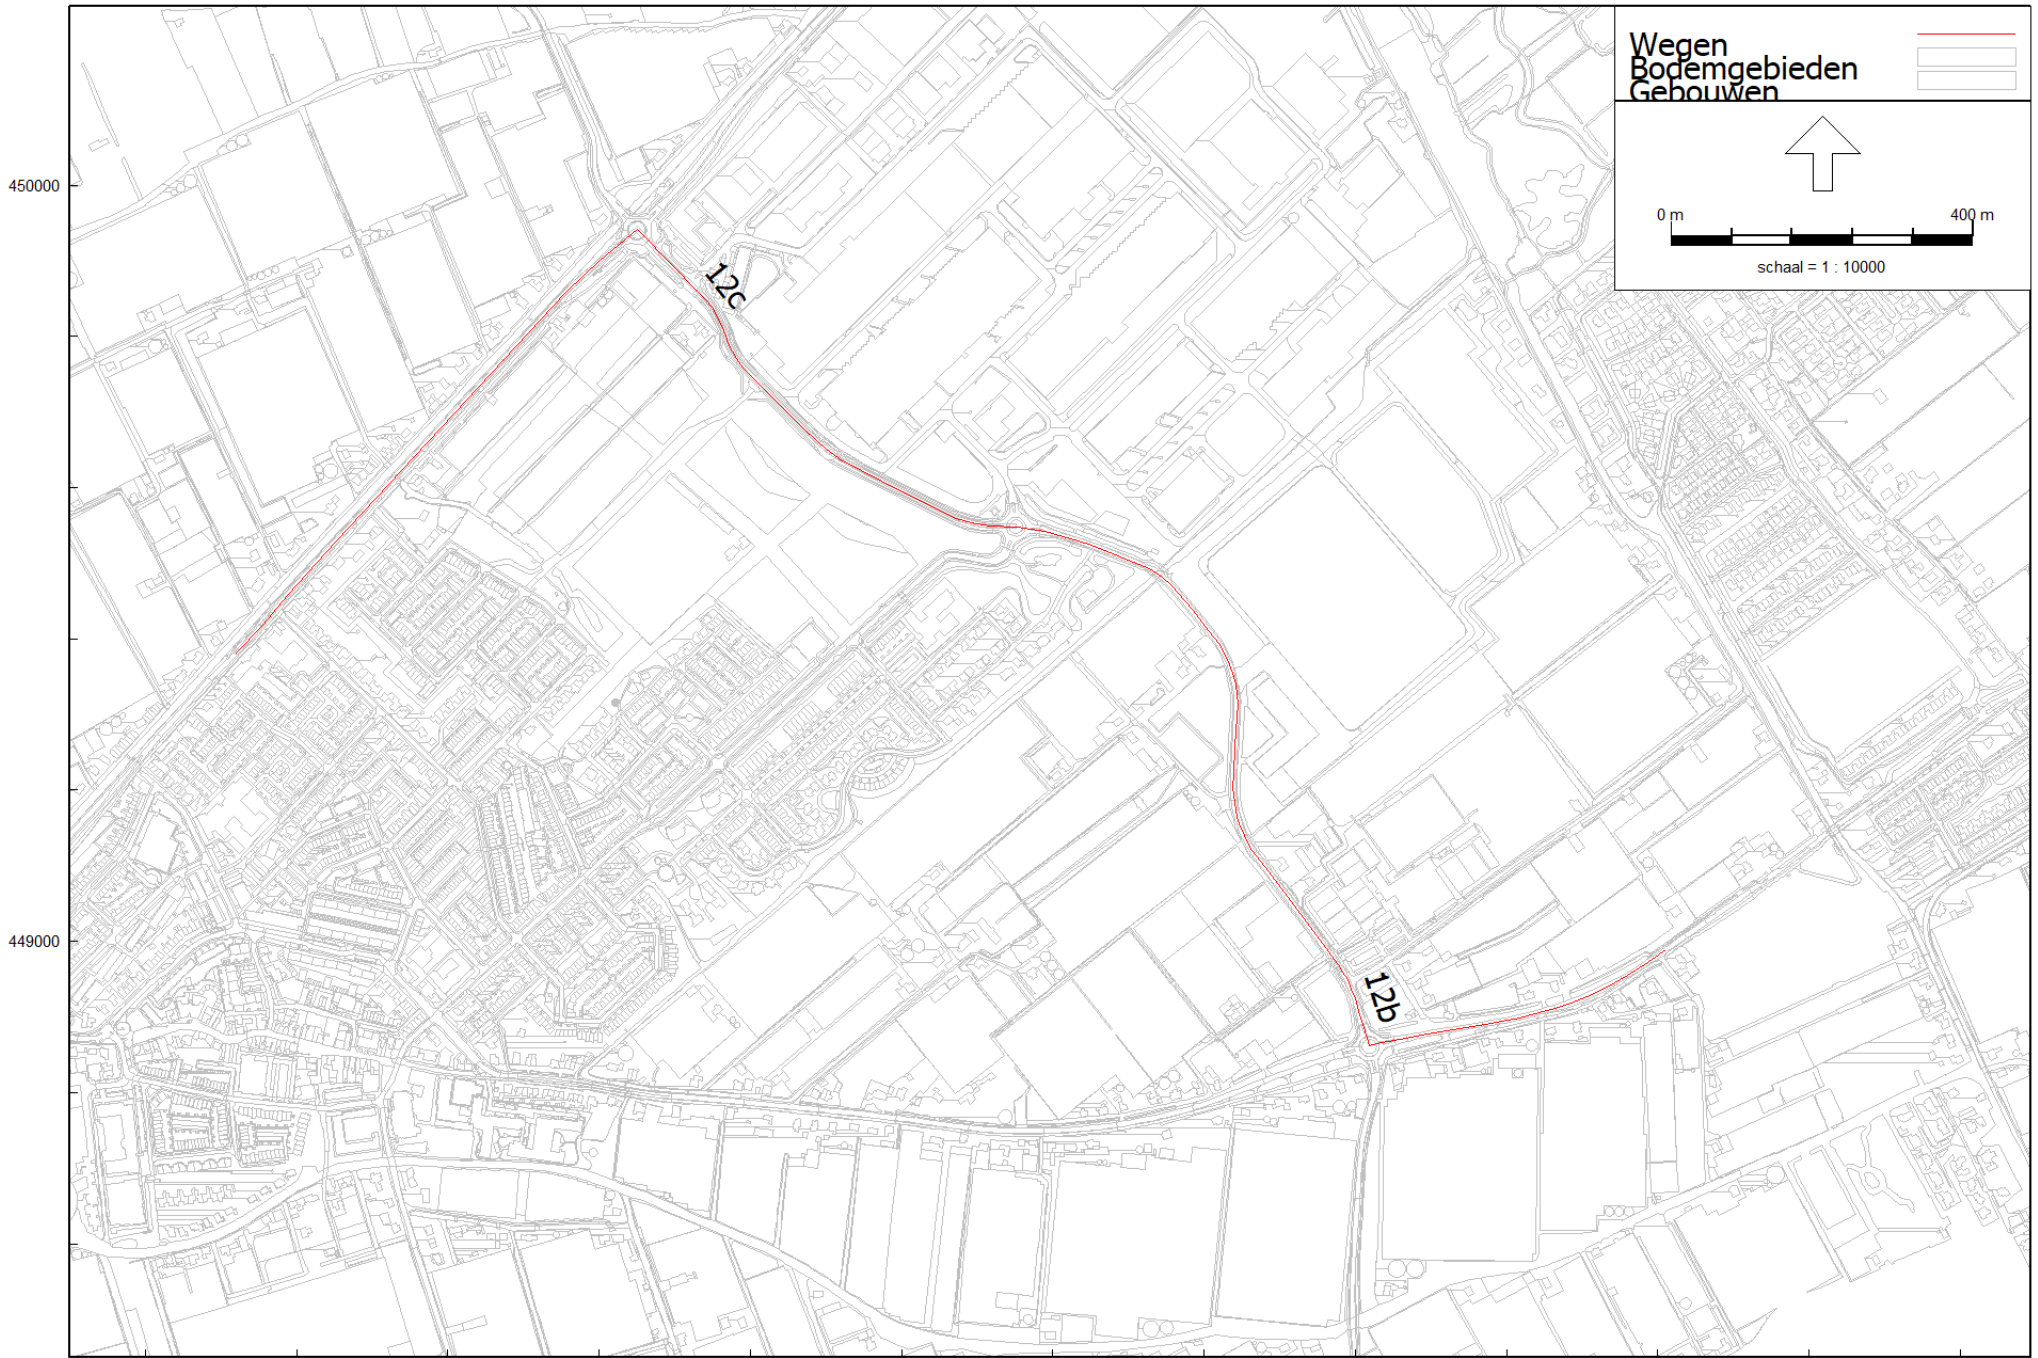 Wegen
Bodemgebieden
Gebouwen
450000
0 m 400 m
schaal = 1 : 10000
12c
449000
12b